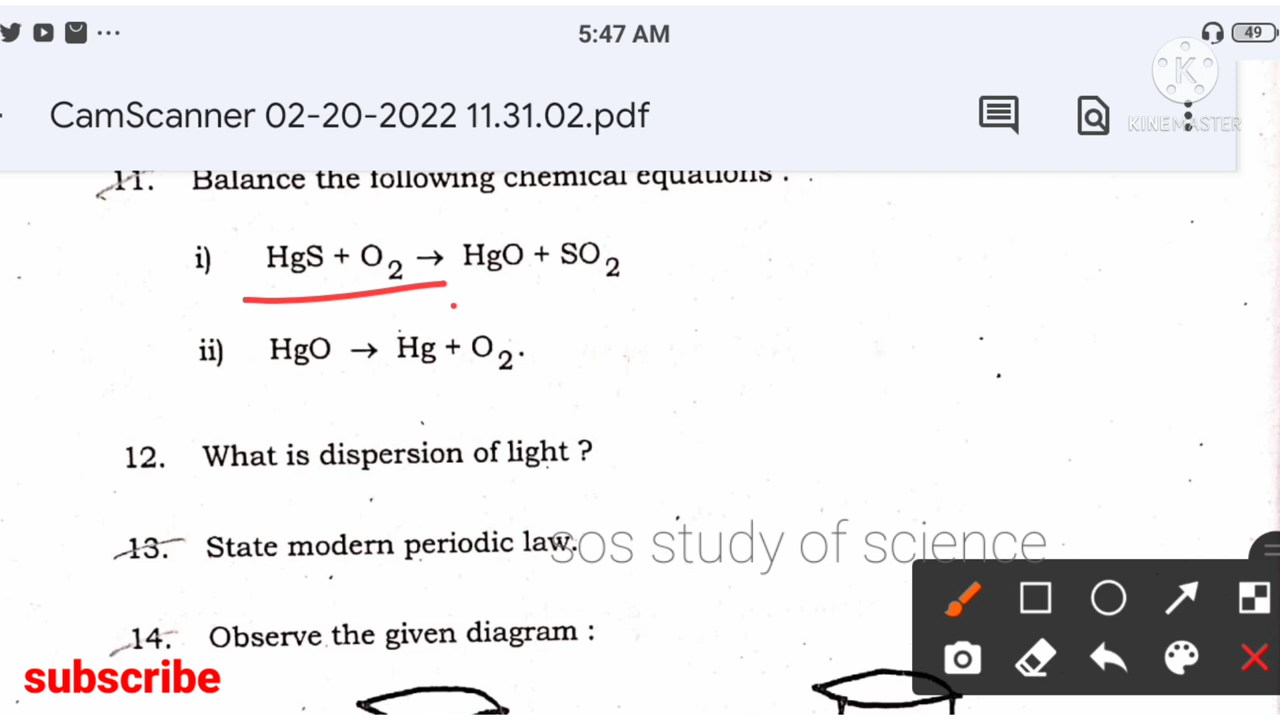 5:47 AM
49
CamScanner 02-20-2022 11.31.02.pdf
K
KINEMASTER
11. Balance the following chemical equations :
i) HgS + O₂ → HgO + SO₂
ii) HgO → Hg + O₂.
12. What is dispersion of light ?
13. State modern periodic law.
sos study of science
14. Observe the given diagram :
subscribe